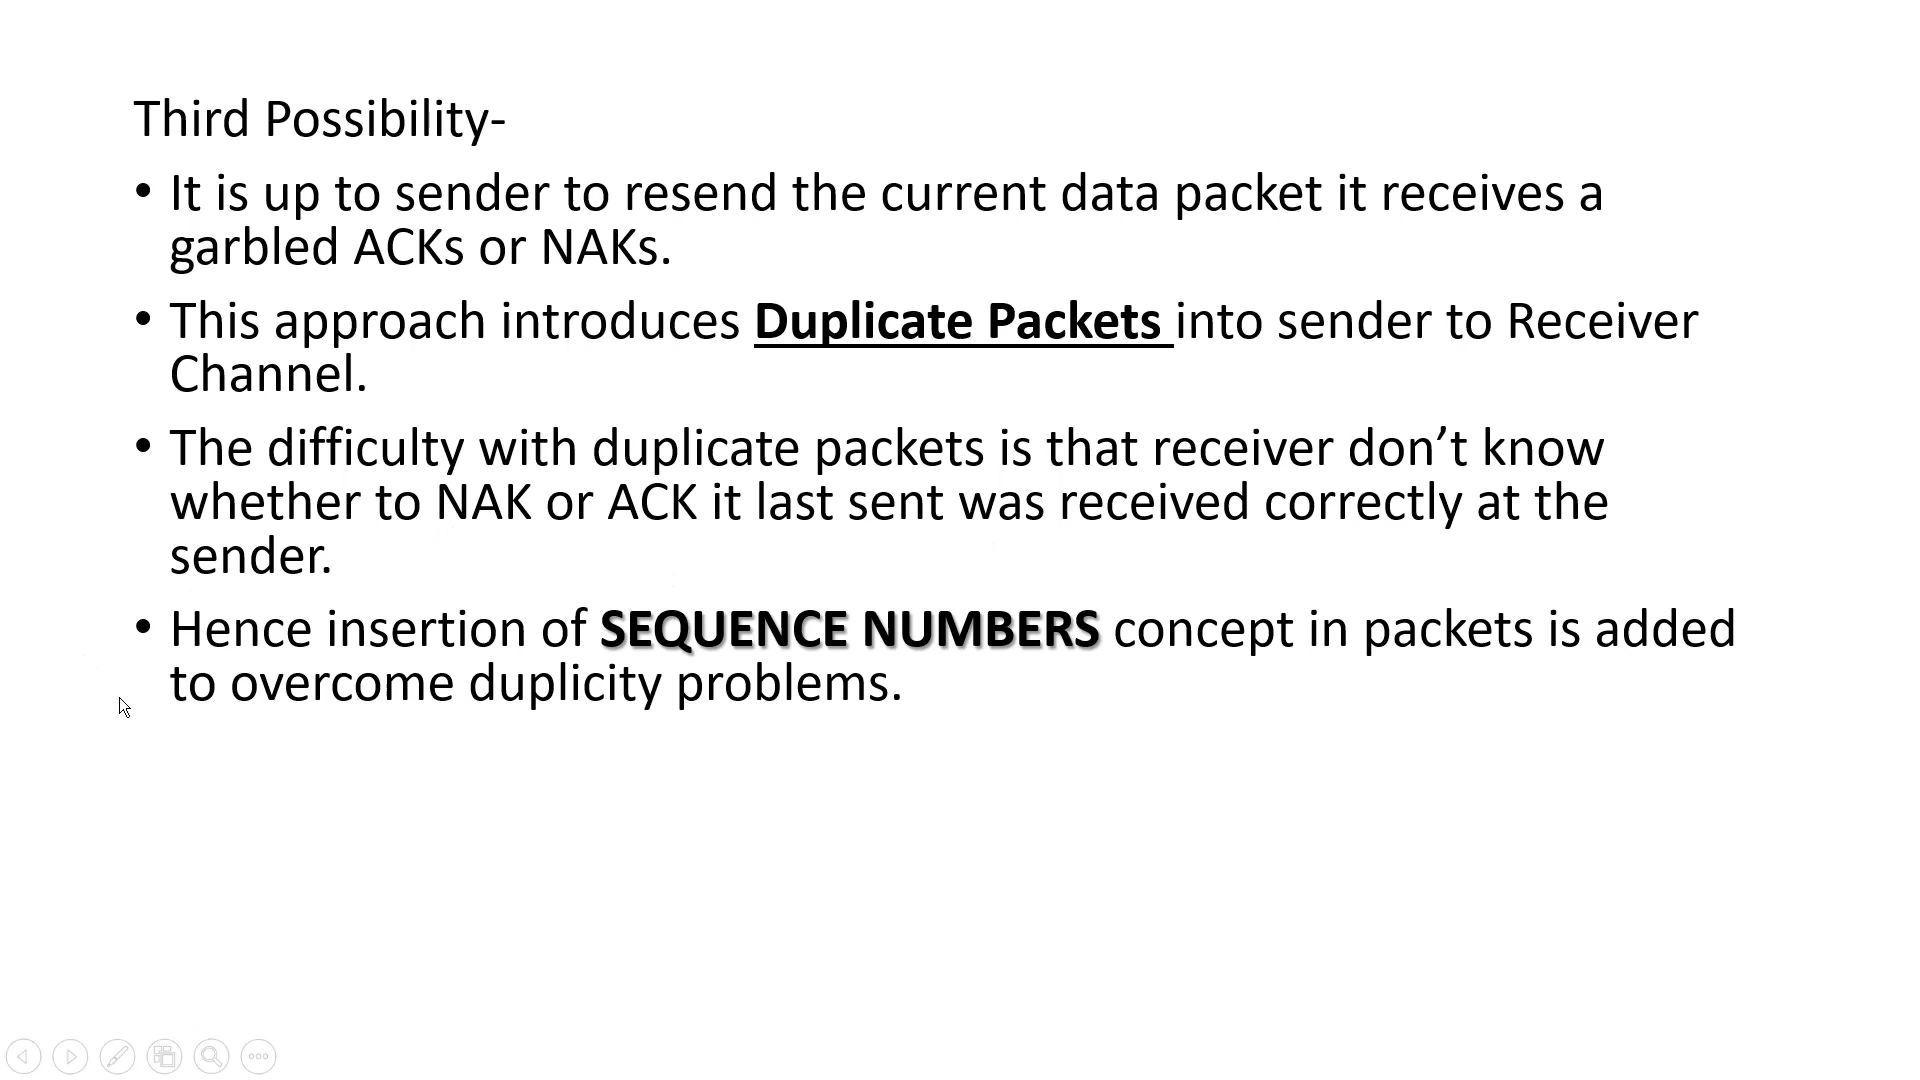 Third Possibility-
• It is up to sender to resend the current data packet it receives a
garbled ACKs or NAKs.
• This approach introduces Duplicate Packets into sender to Receiver
Channel.
• The difficulty with duplicate packets is that receiver don’t know
whether to NAK or ACK it last sent was received correctly at the
sender.
• Hence insertion of SEQUENCE NUMBERS concept in packets is added
to overcome duplicity problems.